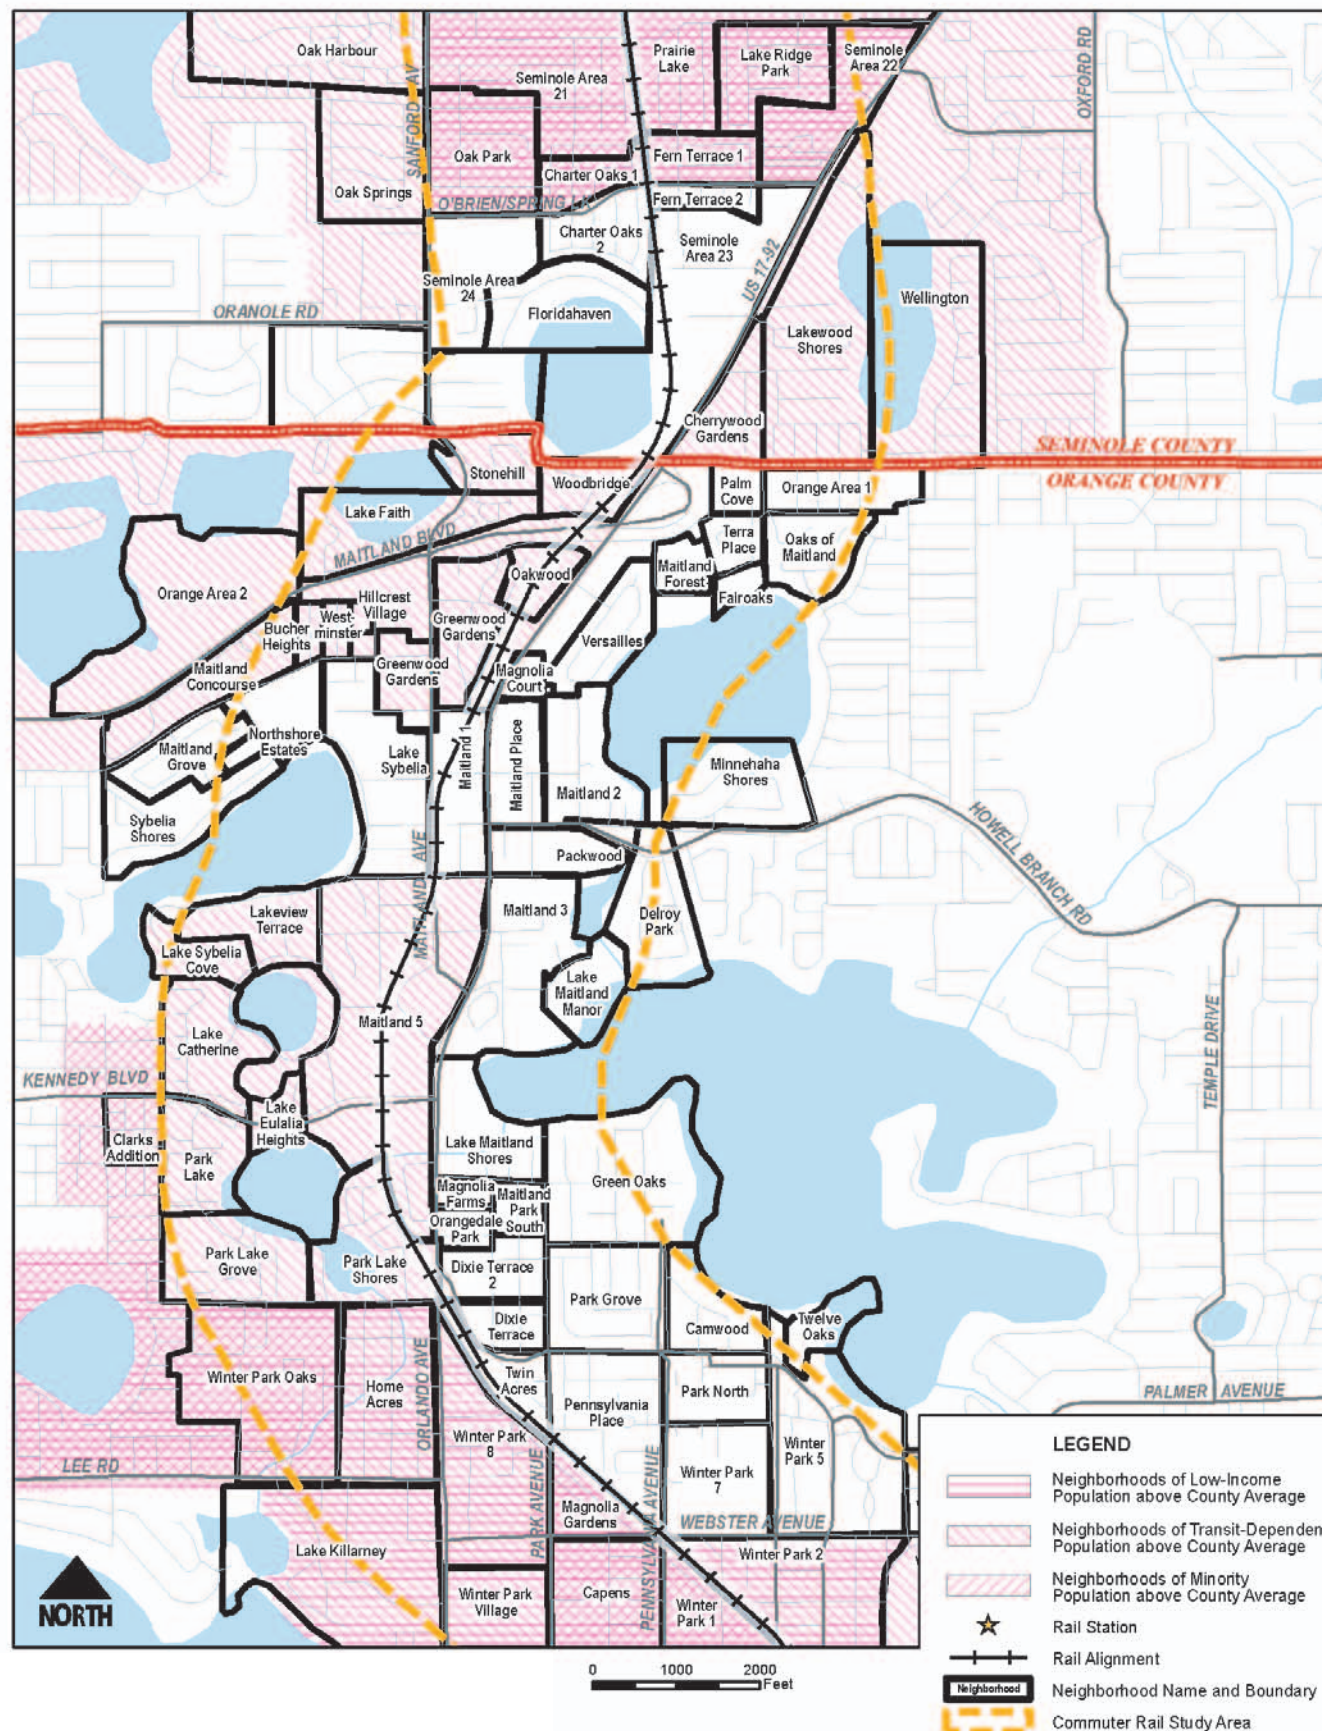 Oak Harbour
SANFORD AV
Seminole Area
21
Prairie
Lake
Lake Ridge
Park
Seminole
Area 22
OXFORD RD
Oak Park
Fern Terrace 1
Charter Oaks 1
Oak Springs
O'BRIEN/SPRING LK
Fern Terrace 2
Charter Oaks
2
Seminole
Area 23
US 17-92
Seminole Area
24
Floridahaven
Wellington
ORANOLE RD
Lakewood
Shores
Cherrywood
Gardens
SEMINOLE COUNTY
ORANGE COUNTY
Stonehill
Woodbridge
Palm
Cove
Orange Area 1
Lake Faith
MAITLAND BLVD
Terra
Place
Oaks of
Maitland
Maitland
Forest
Fairoaks
Oakwood
Orange Area 2
Hillcrest
Village
West-
minster
Bucher
Heights
Greenwood
Gardens
Versailles
Greenwood
Gardens
Magnolia
Court
Maitland
Concourse
Northshore
Estates
Maitland
Grove
Lake
Sybelia
Maitland 1
Maitland Place
Minnehaha
Shores
Maitland 2
Sybelia
Shores
HOWELL BRANCH RD
Packwood
MAITLAND AVE
Lakeview
Terrace
Maitland 3
Delroy
Park
Lake Sybelia
Cove
Lake
Maitland
Manor
Maitland 5
Lake
Catherine
TEMPLE DRIVE
KENNEDY BLVD
Lake
Eulalia
Heights
Clarks
Addition
Park
Lake
Lake Maitland
Shores
Green Oaks
Magnolia
Farms
Maitland
Park
South
Orangedale
Park
Park Lake
Grove
Park Lake
Shores
Dixie Terrace
2
Park Grove
Dixie
Terrace
Camwood
Twelve
Oaks
Winter Park Oaks
Home
Acres
ORLANDO AVE
Twin
Acres
Park North
PALMER AVENUE
Pennsylvania
Place
Winter Park
8
Winter
Park 5
LEE RD
PARK AVENUE
PENNSYLVANIA AVENUE
Winter Park
7
Magnolia
Gardens
WEBSTER AVENUE
Lake Killarney
Winter Park 2
Winter Park
Village
Capens
Winter
Park 1
NORTH
0 1000 2000
Feet
LEGEND
Neighborhoods of Low-Income
Population above County Average
Neighborhoods of Transit-Dependen
Population above County Average
Neighborhoods of Minority
Population above County Average
Rail Station
Rail Alignment
Neighborhood
Neighborhood Name and Boundary
Commuter Rail Study Area